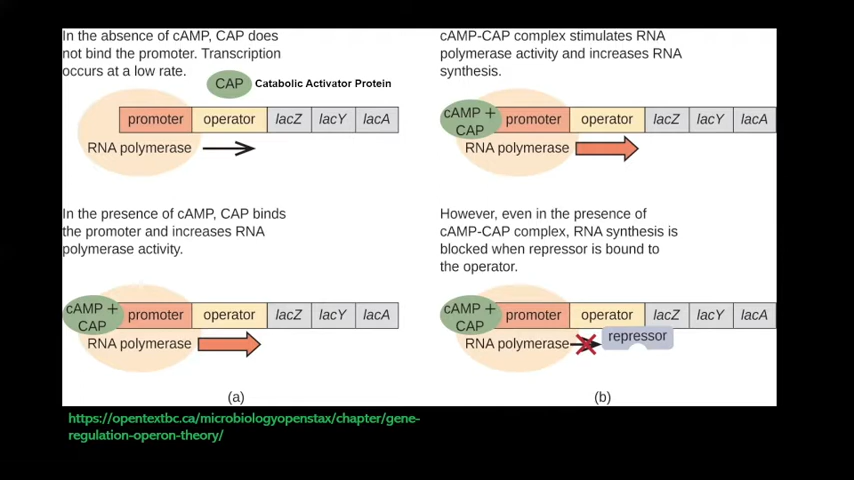 In the absence of cAMP, CAP does
not bind the promoter. Transcription
occurs at a low rate.
CAP
Catabolic Activator Protein
promoter operator lacZ lacY lacA
RNA polymerase
In the presence of cAMP, CAP binds
the promoter and increases RNA
polymerase activity.
cAMP +
CAP
promoter operator lacZ lacY lacA
RNA polymerase
(a)
cAMP-CAP complex stimulates RNA
polymerase activity and increases RNA
synthesis.
cAMP +
CAP
promoter operator lacZ lacY lacA
RNA polymerase
However, even in the presence of
cAMP-CAP complex, RNA synthesis is
blocked when repressor is bound to
the operator.
cAMP +
CAP
promoter operator lacZ lacY lacA
RNA polymerase
repressor
(b)
https://opentextbc.ca/microbiologyopenstax/chapter/gene-
regulation-operon-theory/